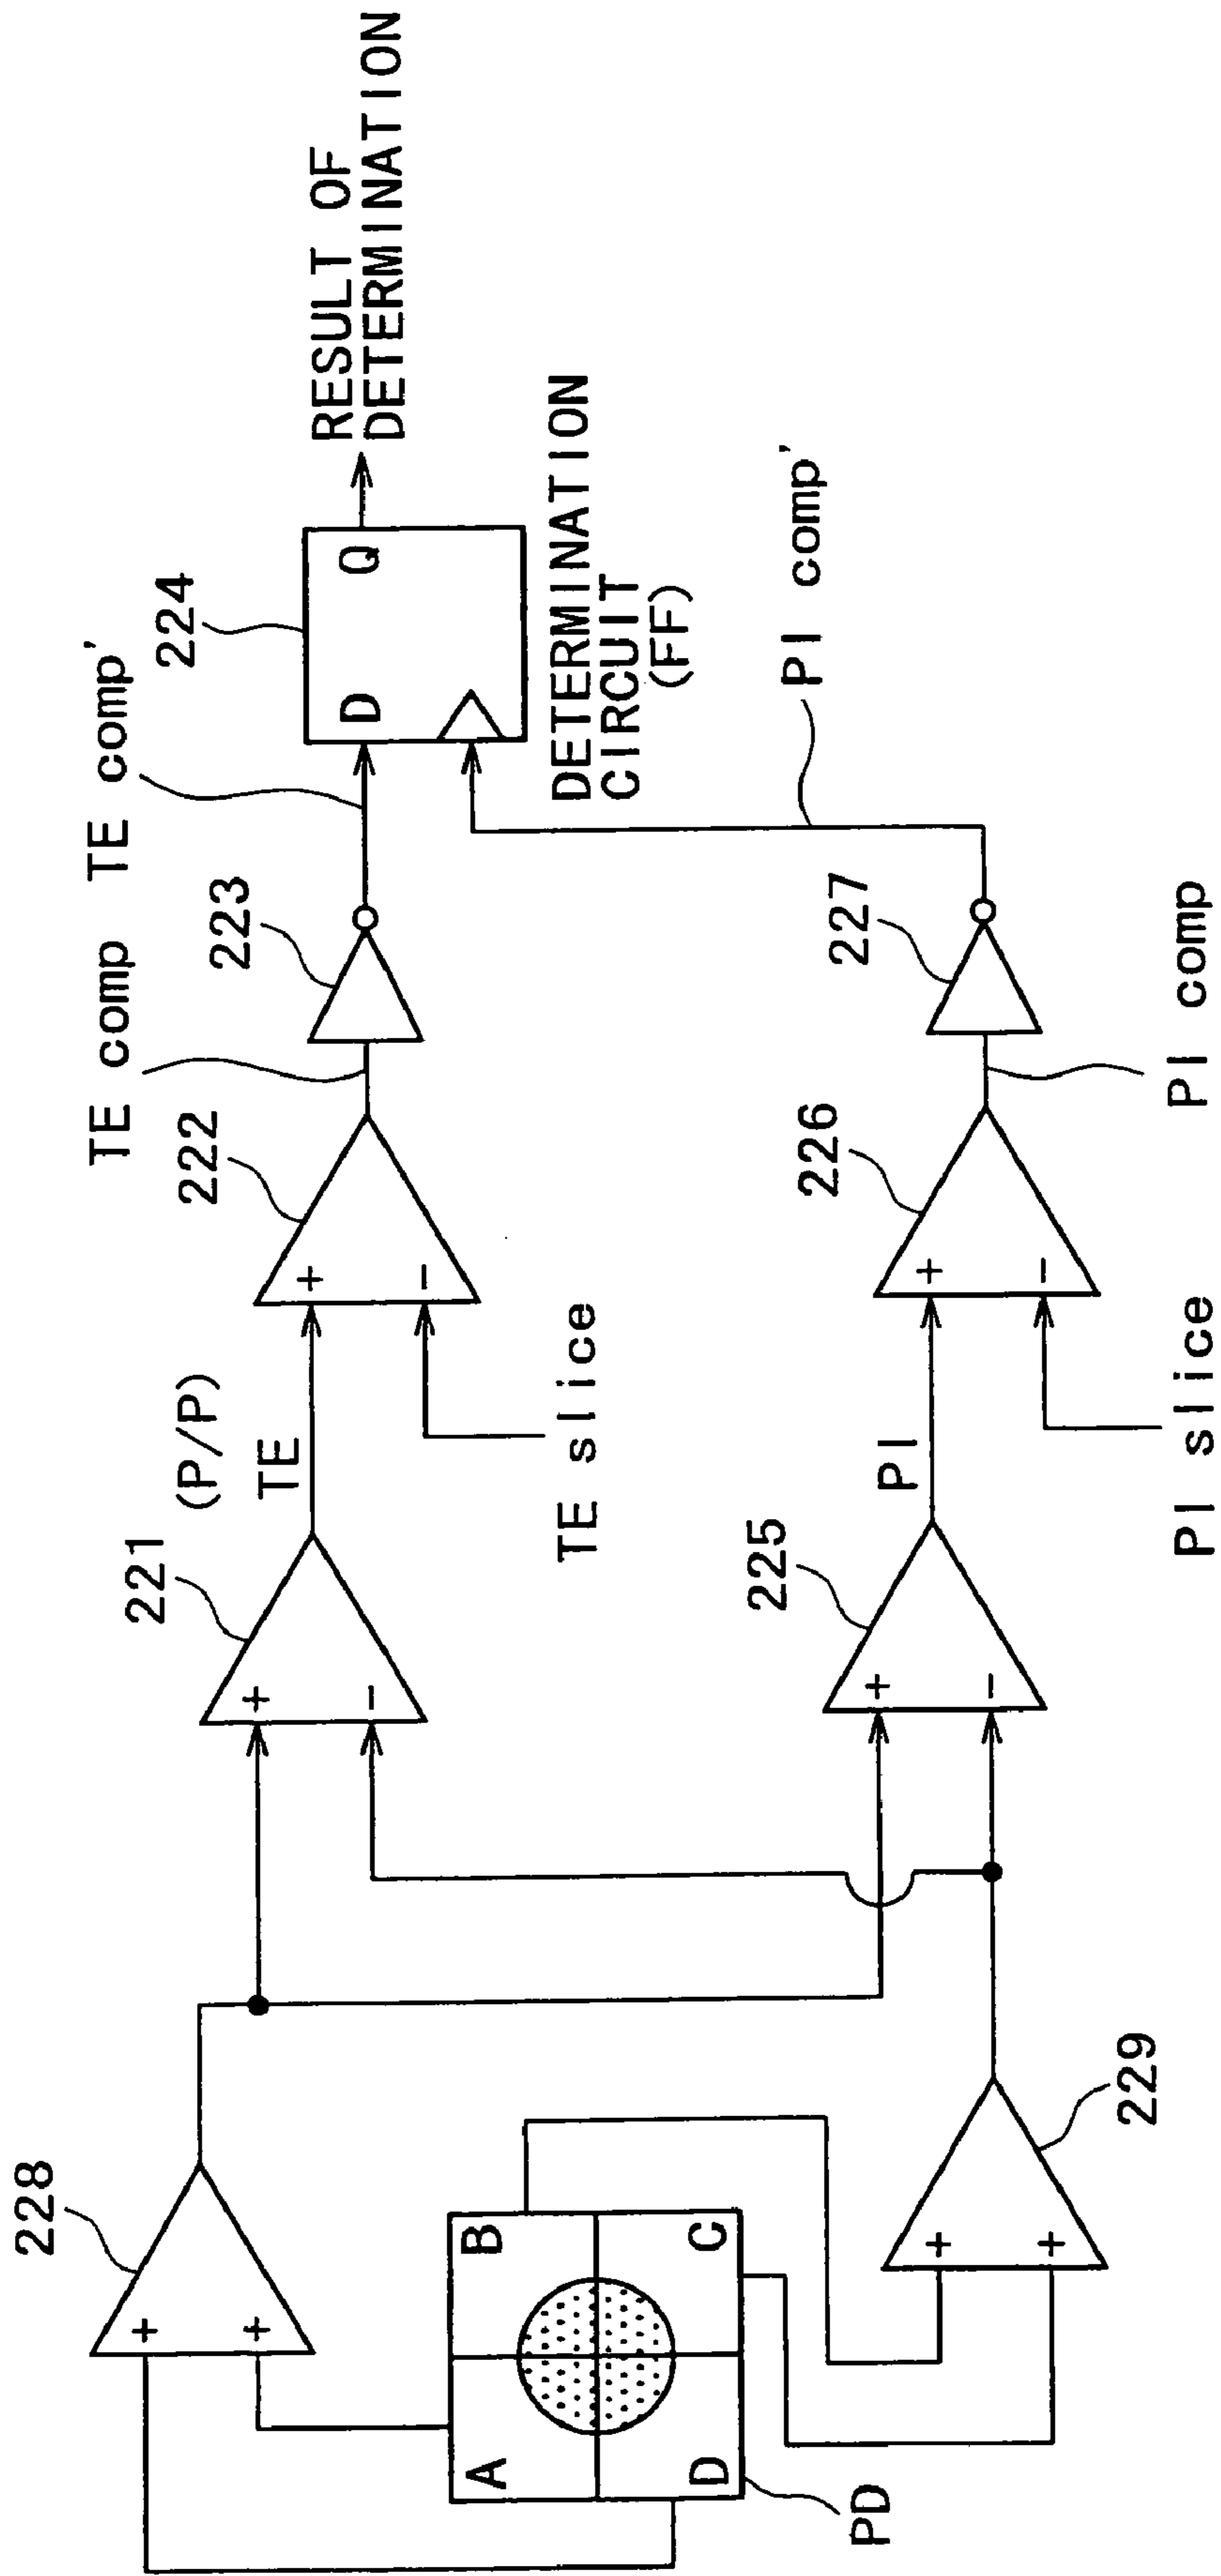 228
+
+
A
B
D
C
PD
+
+
229
221
+
-
(P/P)
TE
TE slice
222
+
-
TE comp
223
TE comp'
224
D
Q
RESULT OF
DETERMINATION
DETERMINATION
CIRCUIT
(FF)
225
+
-
PI
PI slice
226
+
-
PI comp
227
PI comp'